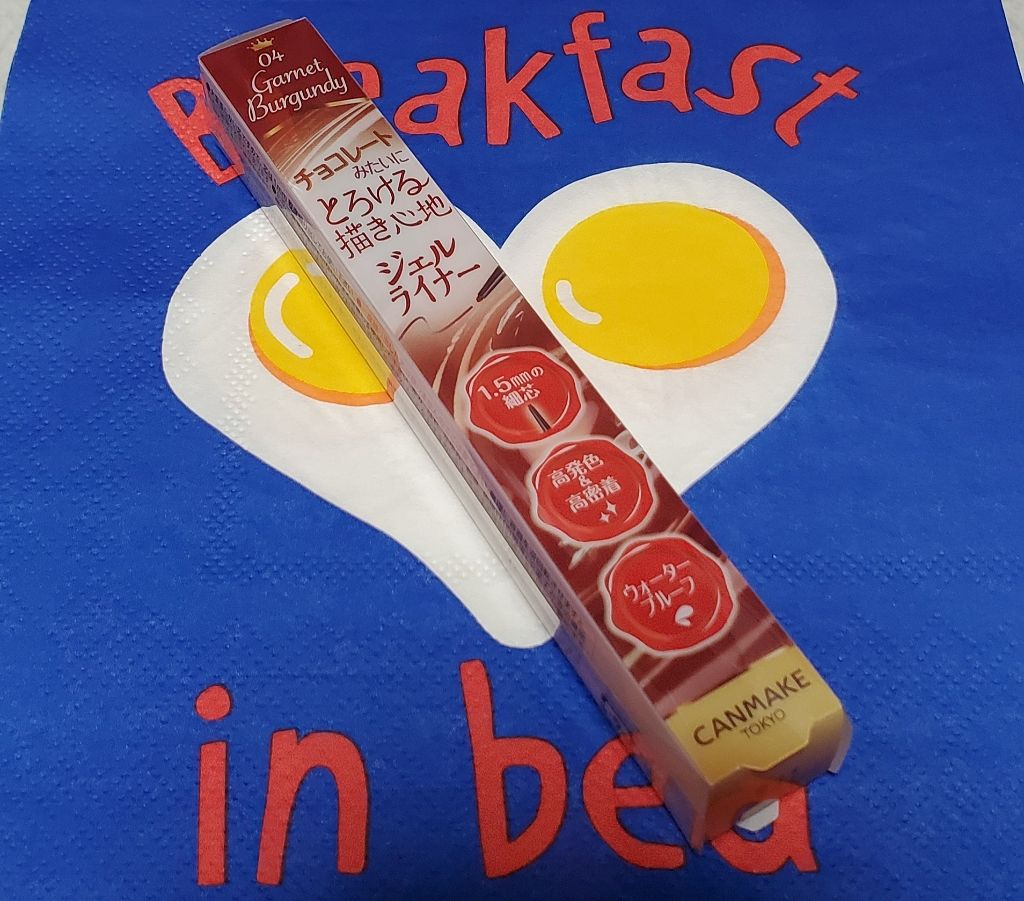 Breakfast
04
Garnet
Burgundy
チョコレート
みたいに
とろける
描き心地
ジェル
ライナー
1.5mmの
細芯
高発色
&
高密着
ウォーター
プルーフ
CANMAKE
TOKYO
in bed